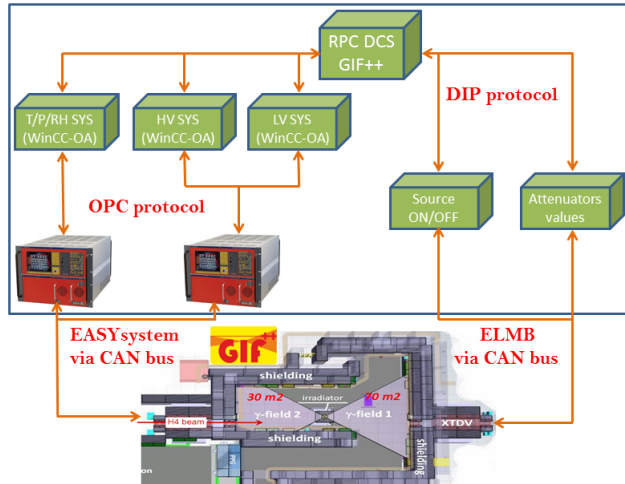 RPC DCS
GIF++
DIP protocol
T/P/RH SYS
(WinCC-OA)
HV SYS
(WinCC-OA)
LV SYS
(WinCC-OA)
OPC protocol
Source
ON/OFF
Attenuators
values
EASYsystem
via CAN bus
ELMB
via CAN bus
GIF++
shielding
30 m2
irradiator
70 m2
γ-field 2
γ-field 1
H4 beam
XTDV
shielding
shielding